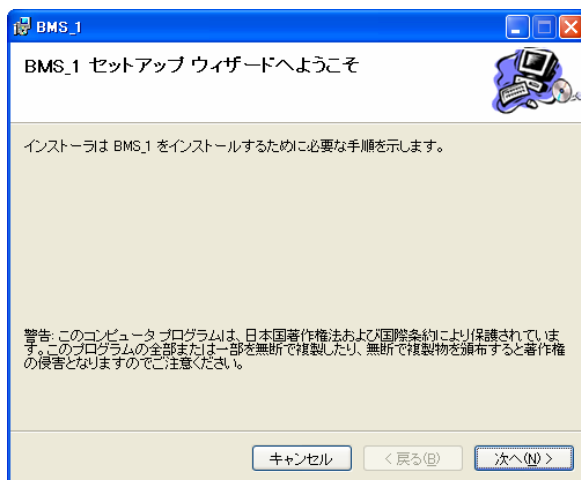 BMS_1
BMS_1 セットアップ ウィザードへようこそ
インストーラは BMS_1 をインストールするために必要な手順を示します。
警告: このコンピュータ プログラムは、日本国著作権法および国際条約により保護されていま
す。このプログラムの全部または一部を無断で複製したり、無断で複製物を頒布すると著作権
の侵害となりますのでご注意ください。
キャンセル
< 戻る(B)
次へ(N) >